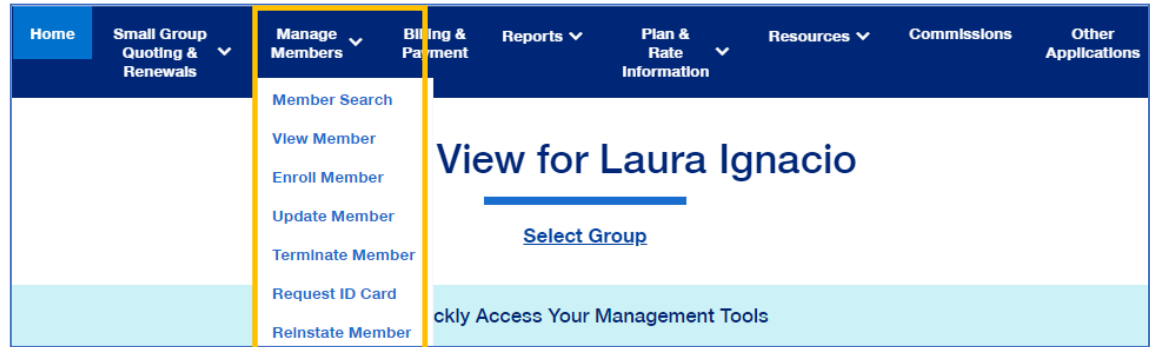 Home
Small Group
Quoting &
Renewals
Manage
Members
Billing &
Payment
Reports
Plan &
Rate
Information
Resources
Commissions
Other
Applications
Member Search
View Member
Enroll Member
Update Member
Terminate Member
Request ID Card
Reinstate Member
View for Laura Ignacio
Select Group
ckly Access Your Management Tools